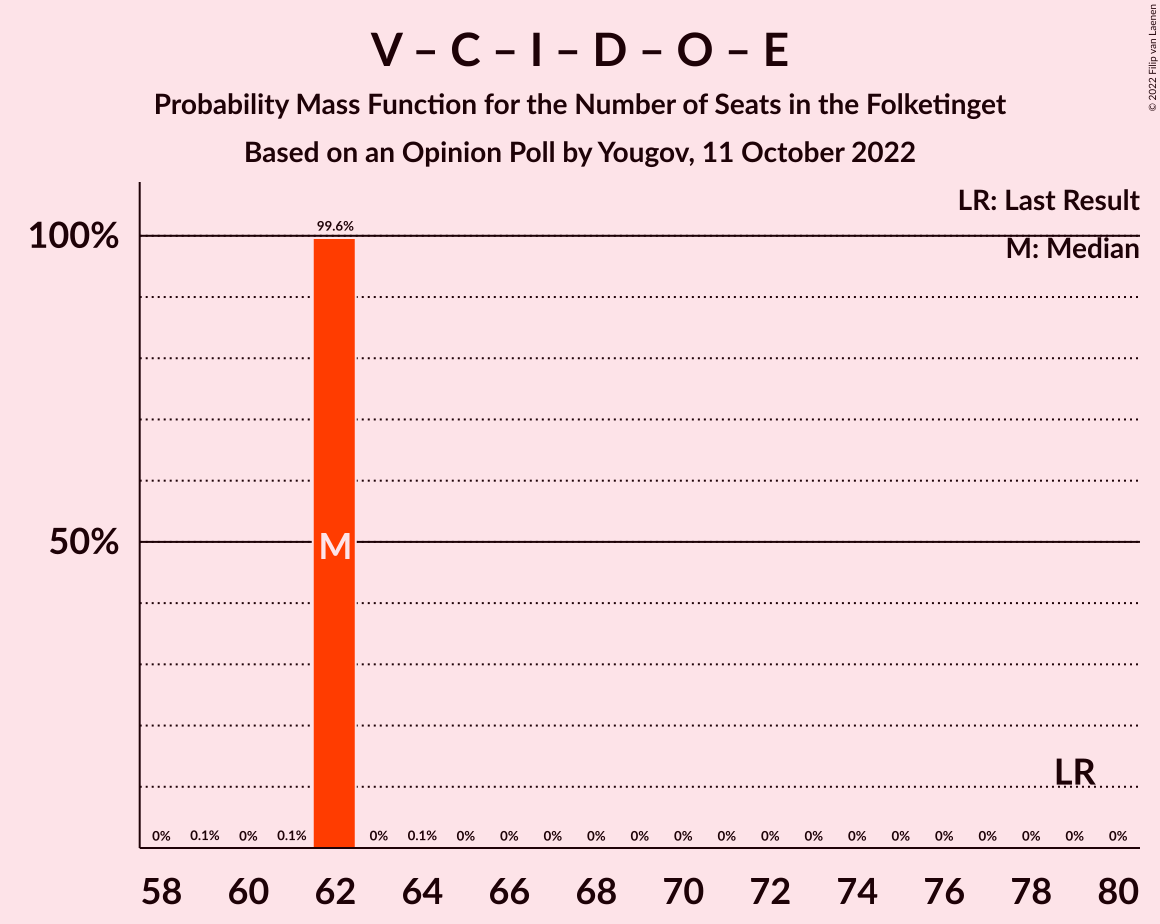 V – C – I – D – O – E
Probability Mass Function for the Number of Seats in the Folketinget
Based on an Opinion Poll by Yougov, 11 October 2022
© 2022 Filip van Laenen
LR: Last Result
M: Median
100%
50%
99.6%
M
LR
0% 0.1% 0% 0.1% 0% 0.1% 0% 0% 0% 0% 0% 0% 0% 0% 0% 0% 0% 0% 0% 0% 0% 0%
58 60 62 64 66 68 70 72 74 76 78 80